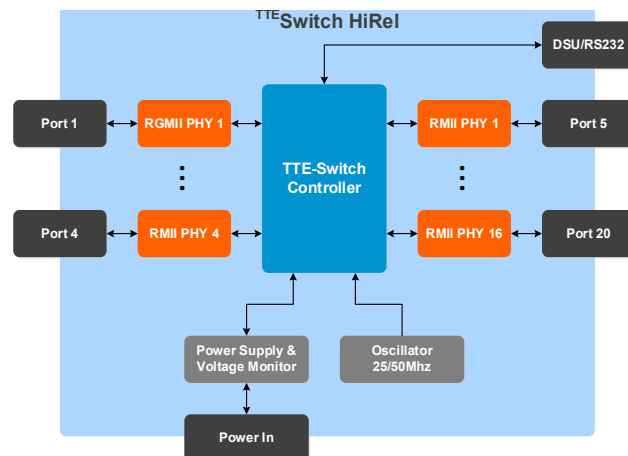 TTESwitch HiRel
DSU/RS232
Port 1
RGMII PHY 1
RMII PHY 1
Port 5
TTE-Switch
Controller
Port 4
RMII PHY 4
RMII PHY 16
Port 20
Power Supply &
Voltage Monitor
Oscillator
25/50Mhz
Power In